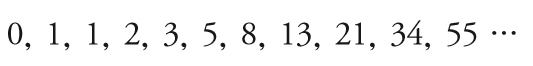 0, 1, 1, 2, 3, 5, 8, 13, 21, 34, 55 ···